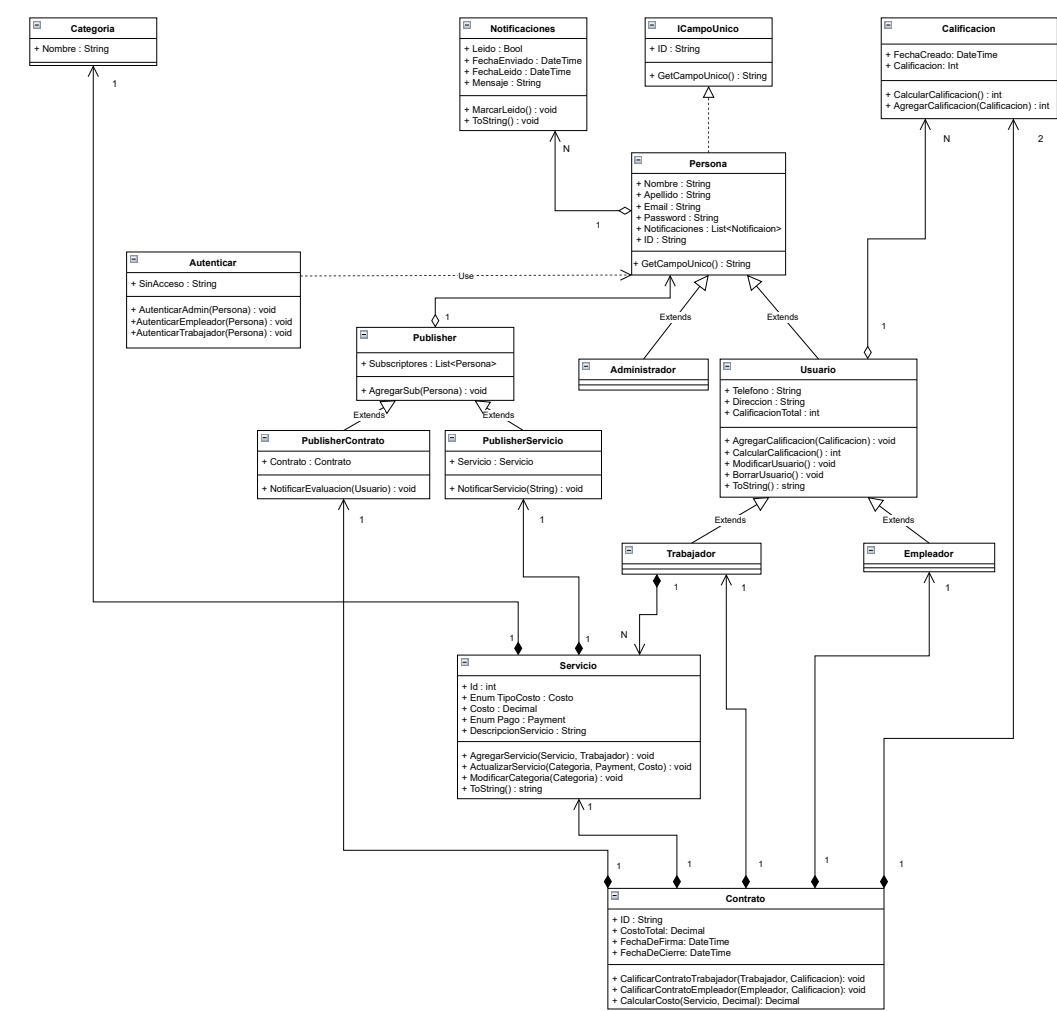 Categoria
+ Nombre : String
1
Notificaciones
+ Leido : Bool
+ FechaEnviado : DateTime
+ FechaLeido : DateTime
+ Mensaje : String
+ MarcarLeido() : void
+ ToString() : void
N
1
ICampoUnico
+ ID : String
+ GetCampoUnico() : String
Calificacion
+ FechaCreado: DateTime
+ Calificacion: Int
+ CalcularCalificacion() : int
+ AgregarCalificacion(Calificacion) : int
N
2
Persona
+ Nombre : String
+ Apellido : String
+ Email : String
+ Password : String
+ Notificaciones : List<Notificaion>
+ ID : String
+ GetCampoUnico() : String
Autenticar
+ SinAcceso : String
+ AutenticarAdmin(Persona) : void
+AutenticarEmpleador(Persona) : void
+AutenticarTrabajador(Persona) : void
Use
1
Publisher
+ Subscriptores : List<Persona>
+ AgregarSub(Persona) : void
Extends
Extends
Extends
Extends
1
Administrador
Usuario
+ Telefono : String
+ Direccion : String
+ CalificacionTotal : int
+ AgregarCalificacion(Calificacion) : void
+ CalcularCalificacion() : int
+ ModificarUsuario() : void
+ BorrarUsuario() : void
+ ToString() : string
PublisherContrato
+ Contrato : Contrato
+ NotificarEvaluacion(Usuario) : void
1
PublisherServicio
+ Servicio : Servicio
+ NotificarServicio(String) : void
1
Extends
Extends
Trabajador
1
1
Empleador
1
1
1
N
Servicio
+ Id : int
+ Enum TipoCosto : Costo
+ Costo : Decimal
+ Enum Pago : Payment
+ DescripcionServicio : String
+ AgregarServicio(Servicio, Trabajador) : void
+ ActualizarServicio(Categoria, Payment, Costo) : void
+ ModificarCategoria(Categoria) : void
+ ToString() : string
1
1
1
1
1
1
Contrato
+ ID : String
+ CostoTotal: Decimal
+ FechaDeFirma: DateTime
+ FechaDeCierre: DateTime
+ CalificarContratoTrabajador(Trabajador, Calificacion): void
+ CalificarContratoEmpleador(Empleador, Calificacion): void
+ CalcularCosto(Servicio, Decimal): Decimal